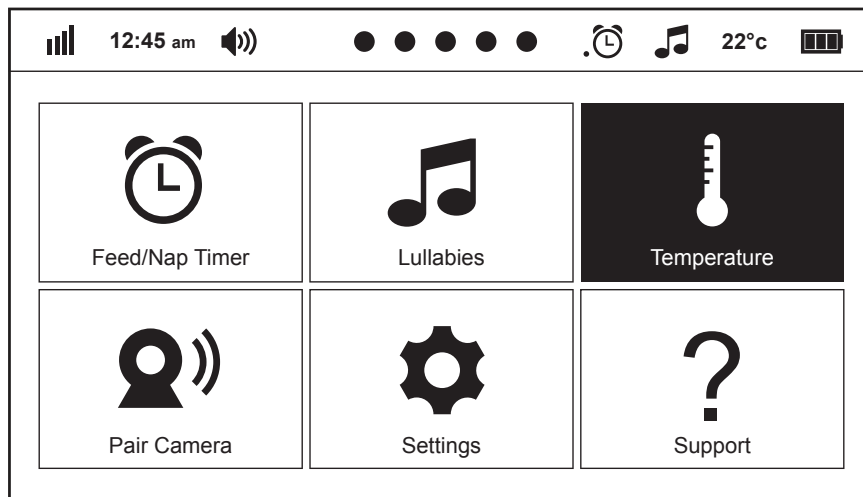 12:45 am 22°c
Feed/Nap Timer Lullabies Temperature
Pair Camera Settings Support